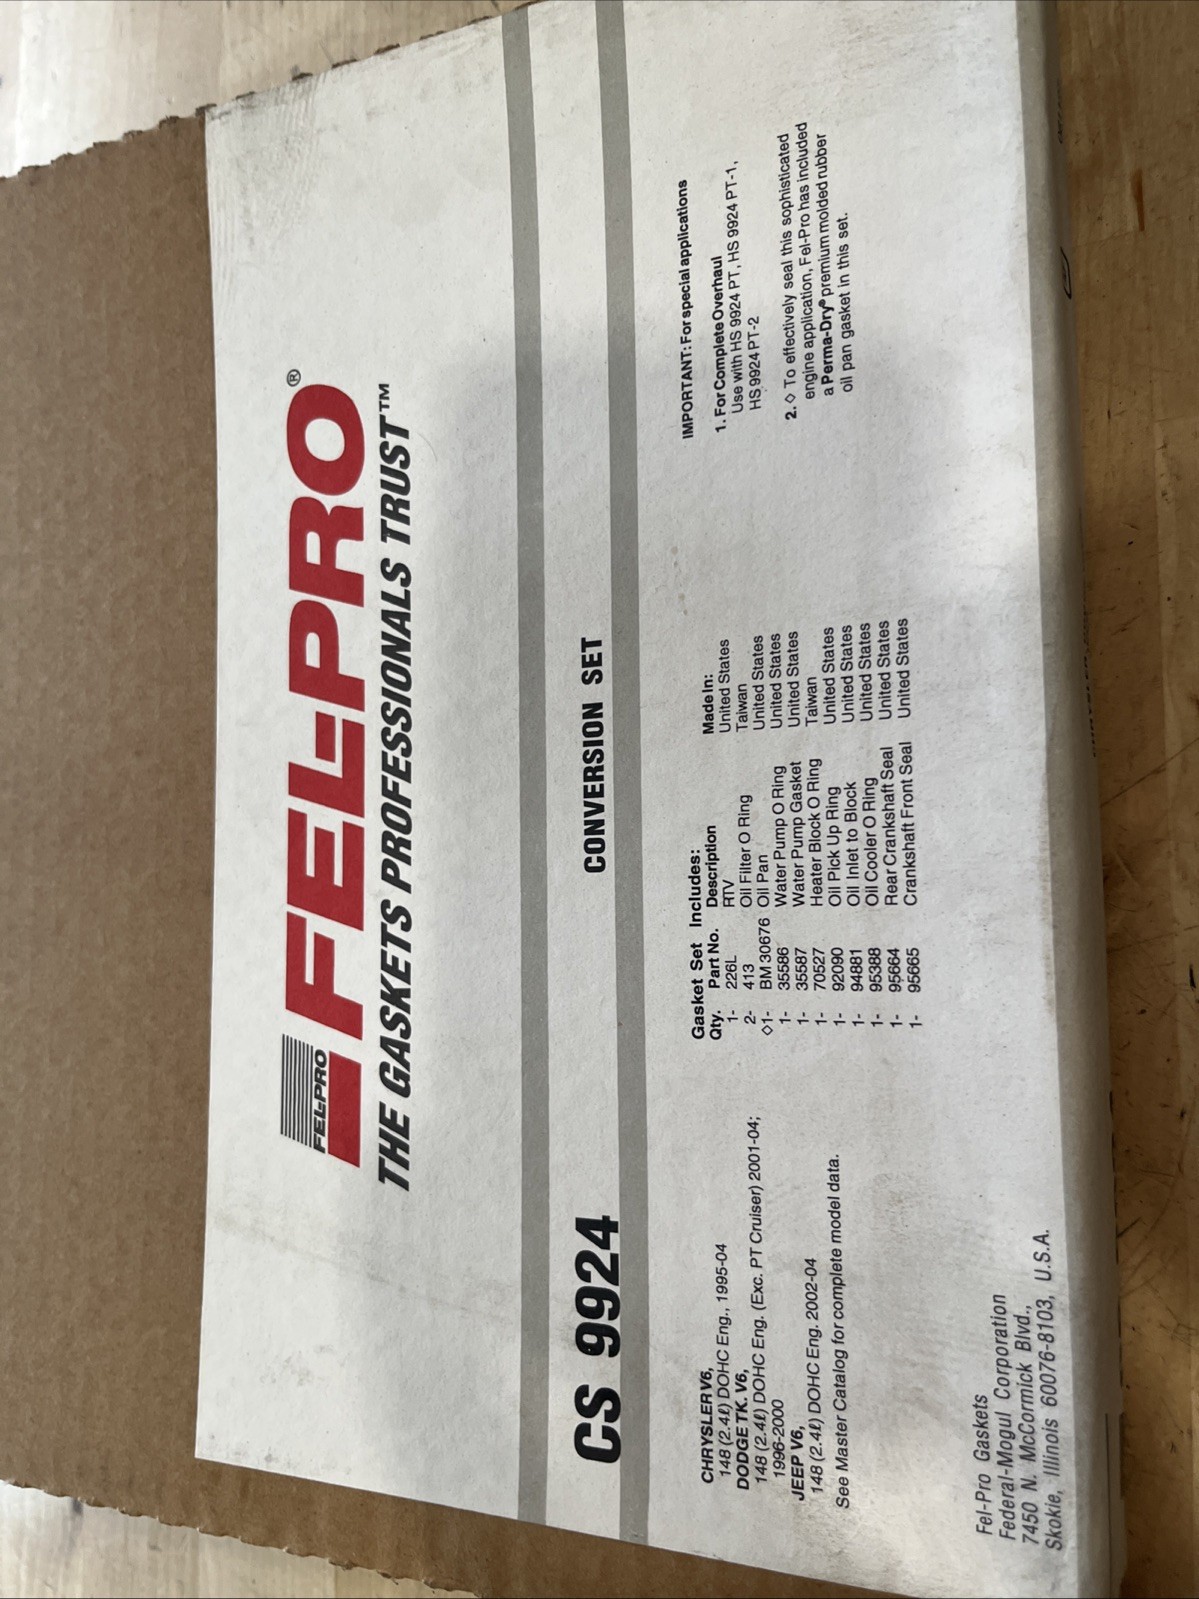 FEL-PRO
FEL-PRO®
THE GASKETS PROFESSIONALS TRUST™
CS 9924 CONVERSION SET
CHRYSLER V6,
148 (2.4ℓ) DOHC Eng., 1995-04
DODGE TK. V6,
148 (2.4ℓ) DOHC Eng. (Exc. PT Cruiser) 2001-04;
1996-2000
JEEP V6,
148 (2.4ℓ) DOHC Eng. 2002-04
See Master Catalog for complete model data.
Gasket Set Includes:
Qty. Part No. Description Made In:
1- 226L RTV United States
2- 413 Oil Filter O Ring Taiwan
◊1- BM 30676 Oil Pan United States
1- 35586 Water Pump O Ring United States
1- 35587 Water Pump Gasket United States
1- 70527 Heater Block O Ring Taiwan
1- 92090 Oil Pick Up Ring United States
1- 94881 Oil Inlet to Block United States
1- 95388 Oil Cooler O Ring United States
1- 95664 Rear Crankshaft Seal United States
1- 95665 Crankshaft Front Seal United States
IMPORTANT: For special applications
1. For Complete Overhaul
Use with HS 9924 PT, HS 9924 PT-1,
HS 9924 PT-2
2. ◊ To effectively seal this sophisticated
engine application, Fel-Pro has included
a Perma-Dry® premium molded rubber
oil pan gasket in this set.
Fel-Pro Gaskets
Federal-Mogul Corporation
7450 N. McCormick Blvd.,
Skokie, Illinois 60076-8103, U.S.A.